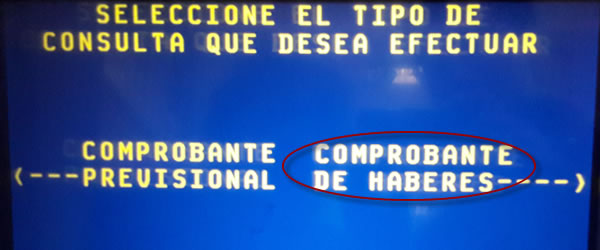 SELECCIONE EL TIPO DE
CONSULTA QUE DESEA EFECTUAR
COMPROBANTE COMPROBANTE
<---PREVISIONAL DE HABERES---->